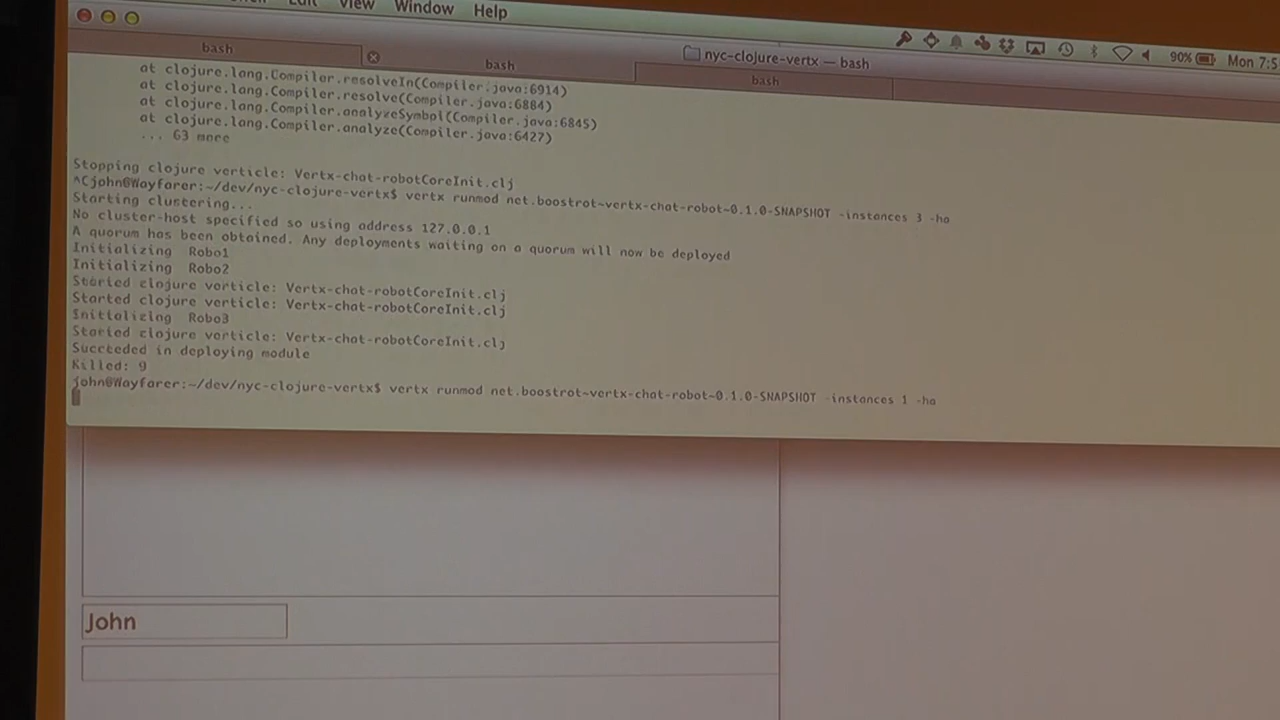 Edit View Window Help
90% Mon 7:5
nyc-clojure-vertx — bash
bash
bash
bash
at clojure.lang.Compiler.resolveIn(Compiler.java:6914)
at clojure.lang.Compiler.resolve(Compiler.java:6884)
at clojure.lang.Compiler.analyzeSymbol(Compiler.java:6845)
at clojure.lang.Compiler.analyze(Compiler.java:6427)
... 63 more
Stopping clojure verticle: Vertx-chat-robotCoreInit.clj
^Cjohn@Wayfarer:~/dev/nyc-clojure-vertx$ vertx runmod net.boostrot~vertx-chat-robot~0.1.0-SNAPSHOT -instances 3 -ha
Starting clustering...
No cluster-host specified so using address 127.0.0.1
A quorum has been obtained. Any deployments waiting on a quorum will now be deployed
Initializing Robo1
Initializing Robo2
Started clojure verticle: Vertx-chat-robotCoreInit.clj
Started clojure verticle: Vertx-chat-robotCoreInit.clj
Initializing Robo3
Started clojure verticle: Vertx-chat-robotCoreInit.clj
Succeeded in deploying module
Killed: 9
john@Wayfarer:~/dev/nyc-clojure-vertx$ vertx runmod net.boostrot~vertx-chat-robot~0.1.0-SNAPSHOT -instances 1 -ha
John